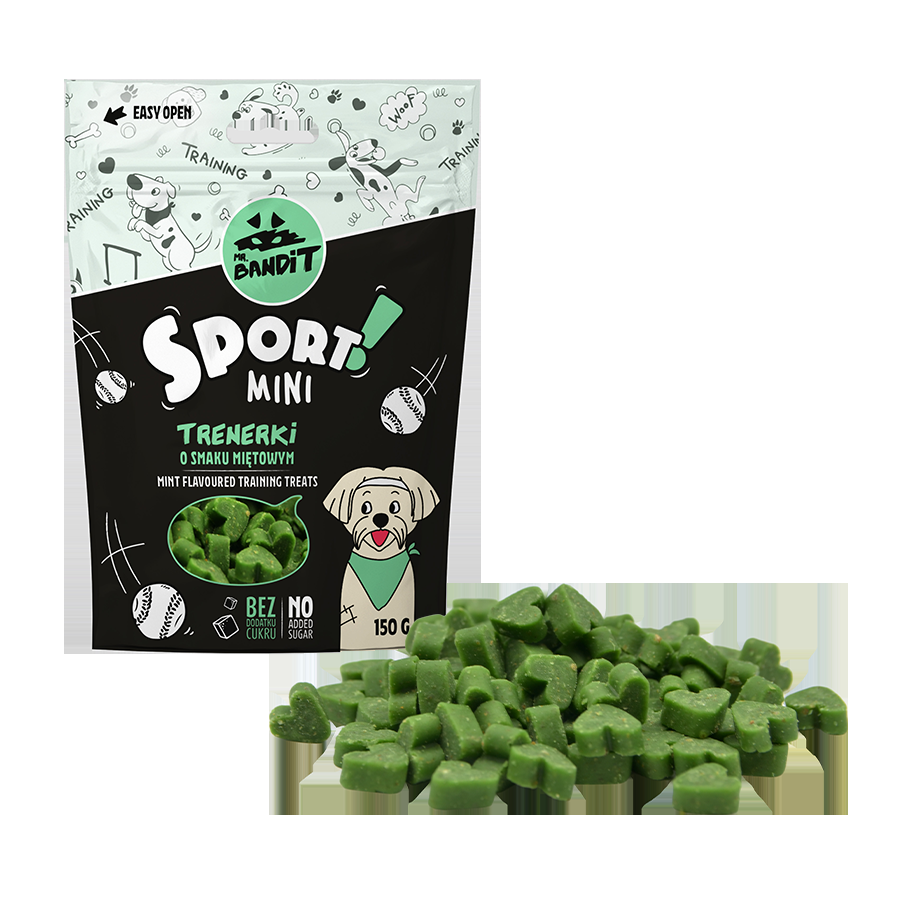 EASY OPEN
WOOF
TRAINING
TRAINING
RAINING
MR.
BANDIT
SPORT!
MINI
TRENERKI
O SMAKU MIĘTOWYM
MINT FLAVOURED TRAINING TREATS
BEZ
DODATKU
CUKRU
NO
ADDED
SUGAR
150 G